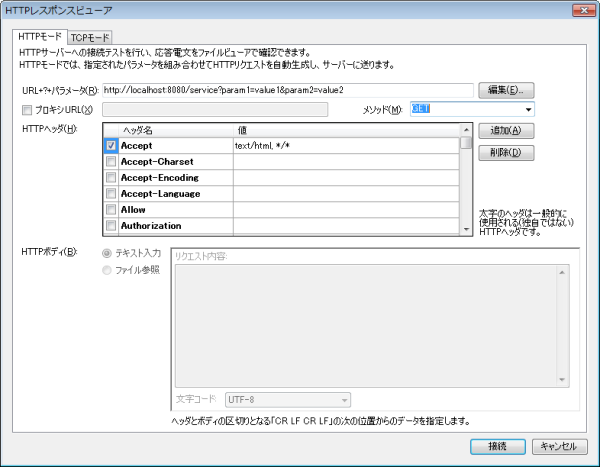 HTTPレスポンスビューア
HTTPモード TCPモード
HTTPサーバーへの接続テストを行い、応答電文をファイルビューアで確認できます。
HTTPモードでは、指定されたパラメータを組み合わせてHTTPリクエストを自動生成し、サーバーに送ります。
URL+?+パラメータ(R): http://localhost:8080/service?param1=value1&param2=value2 編集(E)...
プロキシURL(X) メソッド(M): GET
HTTPヘッダ(H): ヘッダ名 値 追加(A)
Accept text/html, */*
削除(D)
Accept-Charset
Accept-Encoding
Accept-Language
Allow
Authorization
太字のヘッダは一般的に
使用される(独自ではない)
HTTPヘッダです。
HTTPボディ(B): テキスト入力 リクエスト内容:
ファイル参照
文字コード: UTF-8
ヘッダとボディの区切りとなる「CR LF CR LF」の次の位置からのデータを指定します。
接続 キャンセル